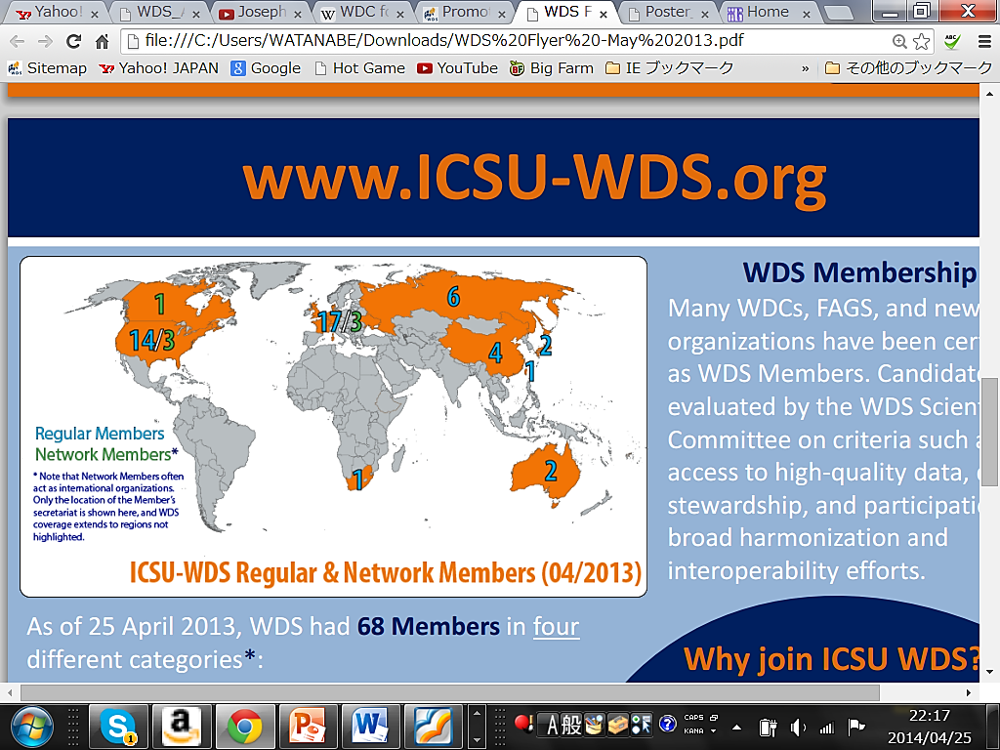 Yahoo!
WDS_
Joseph
WDC fo
Promo
WDS F
Poster_
Home
file:///C:/Users/WATANABE/Downloads/WDS%20Flyer%20-May%202013.pdf
ABC
Sitemap
Yahoo! JAPAN
Google
Hot Game
YouTube
Big Farm
IE ブックマーク
»
その他のブックマーク
www.ICSU-WDS.org
1
14/3
17/3
6
4
2
1
1
2
Regular Members
Network Members*
* Note that Network Members often
act as international organizations.
Only the location of the Member's
secretariat is shown here, and WDS
coverage extends to regions not
highlighted.
ICSU-WDS Regular & Network Members (04/2013)
As of 25 April 2013, WDS had 68 Members in four
different categories*:
WDS Membership
Many WDCs, FAGS, and new
organizations have been cer
as WDS Members. Candidat
evaluated by the WDS Scien
Committee on criteria such a
access to high-quality data,
stewardship, and participati
broad harmonization and
interoperability efforts.
Why join ICSU WDS?
A 般
CAPS
KANA
22:17
2014/04/25